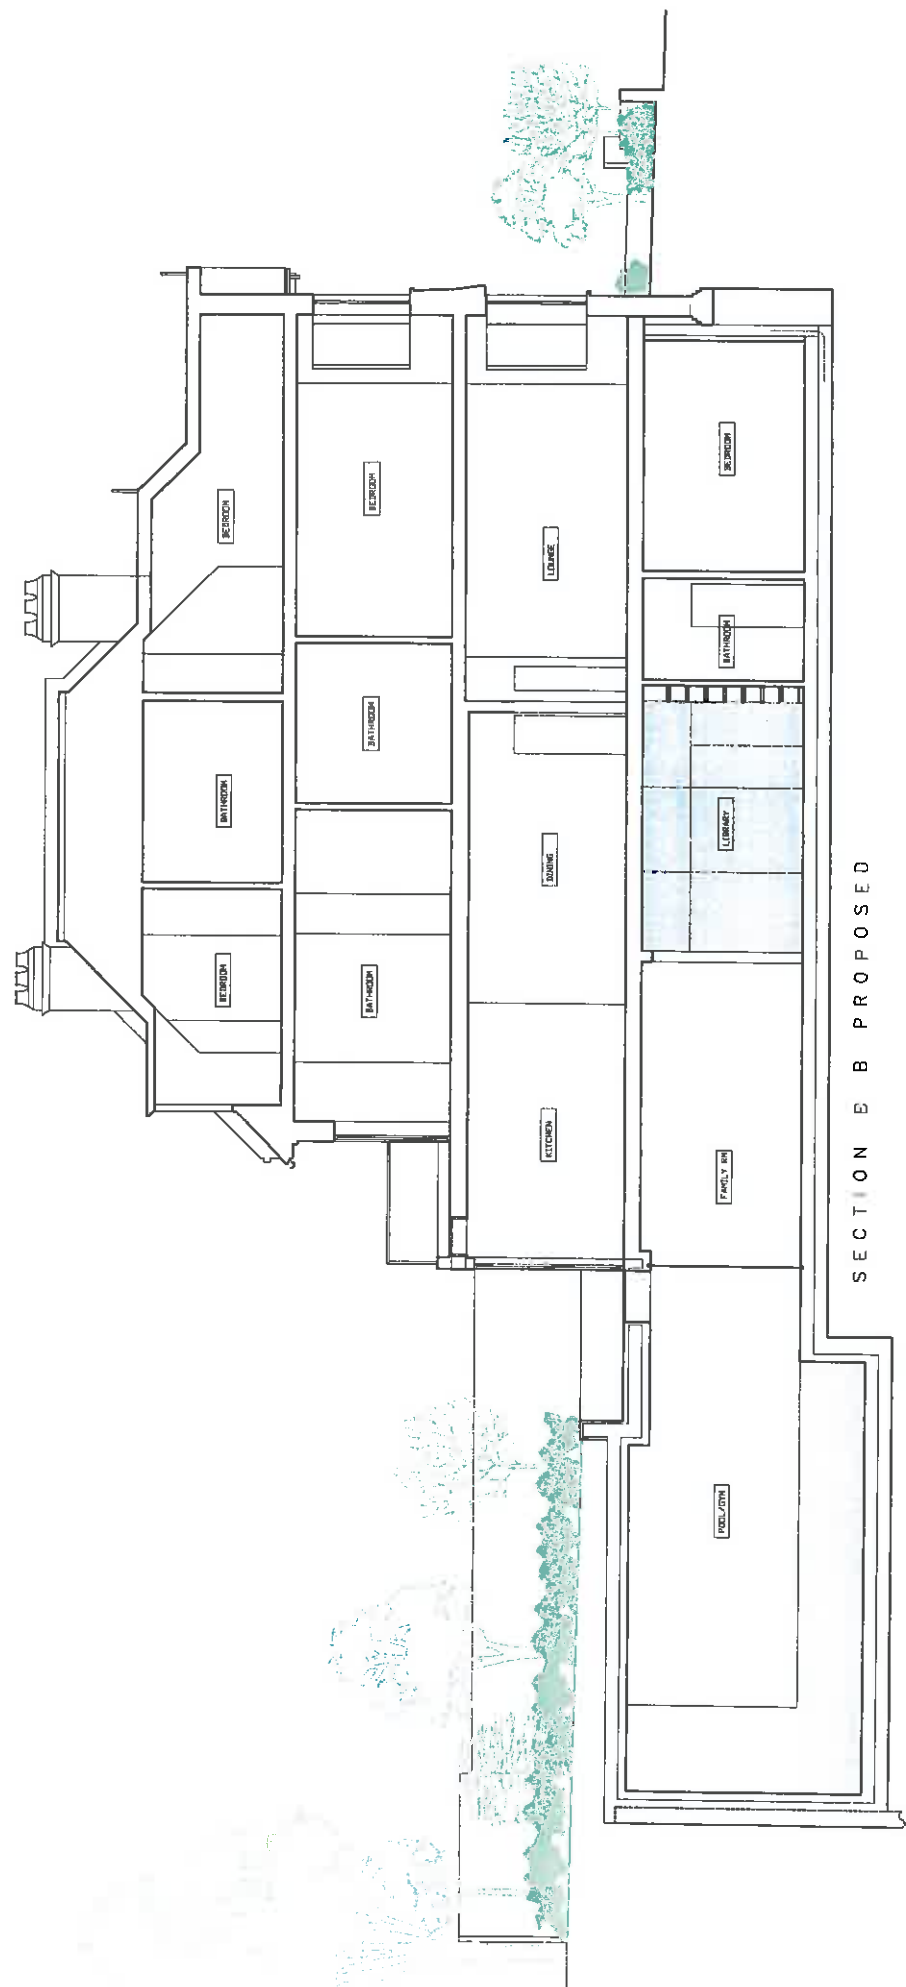 BEDROOM
BATHROOM
BEDROOM
BATHROOM
BATHROOM
BEDROOM
KITCHEN
DINING
LOUNGE
POOL/GYM
FAMILY RM
LIBRARY
BATHROOM
BEDROOM
SECTION E B PROPOSED